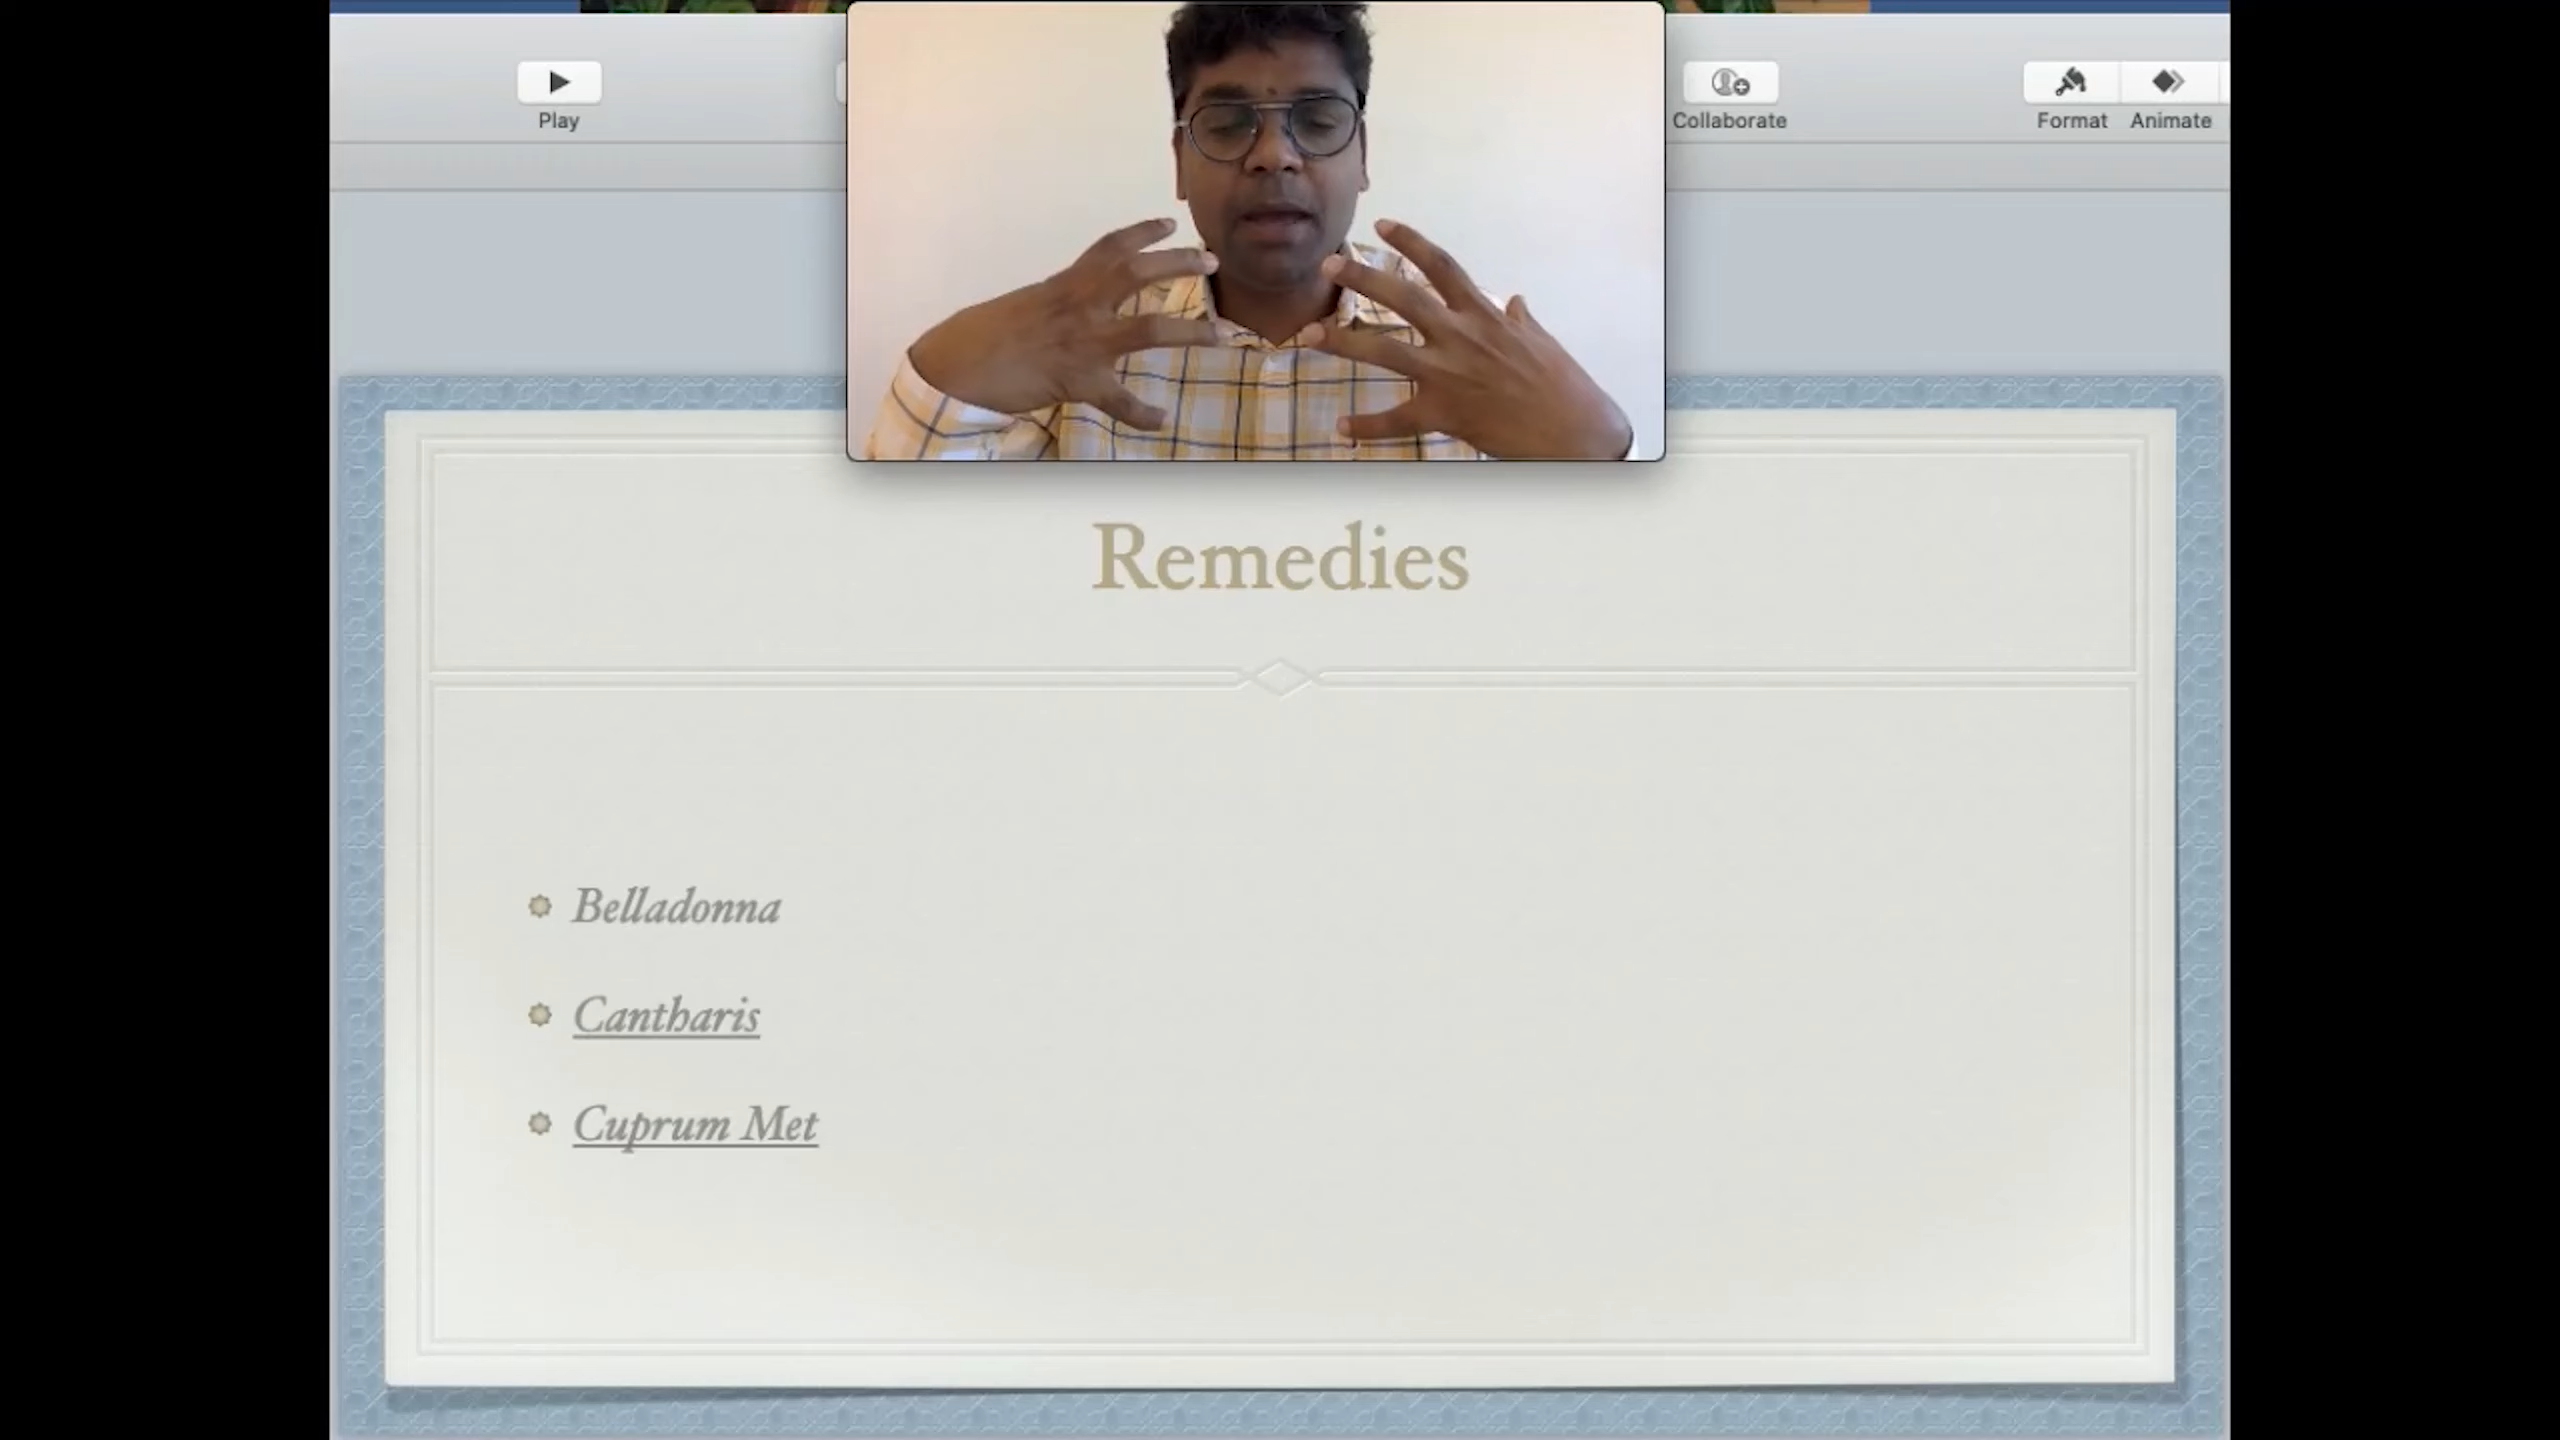 Play
Collaborate
Format
Animate
Remedies
Belladonna
Cantharis
Cuprum Met